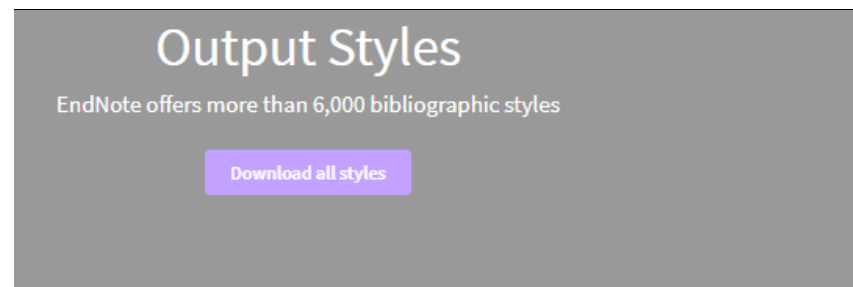 Output Styles
EndNote offers more than 6,000 bibliographic styles
Download all styles